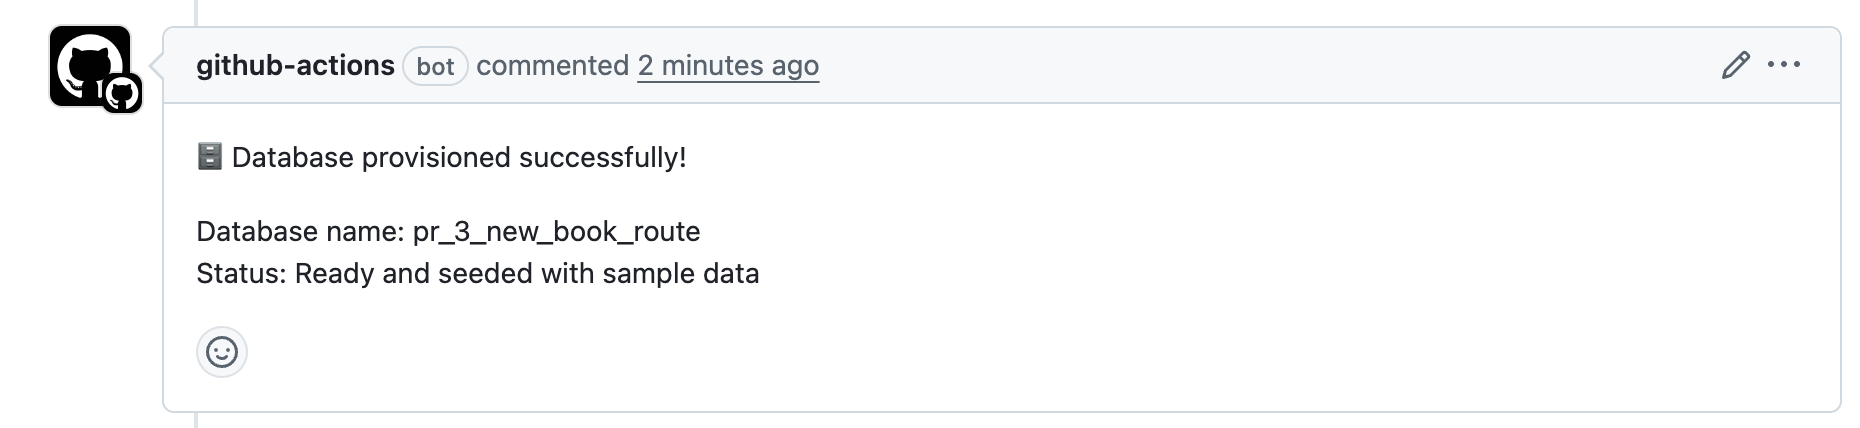 github-actions bot commented 2 minutes ago
🗄️ Database provisioned successfully!
Database name: pr_3_new_book_route
Status: Ready and seeded with sample data